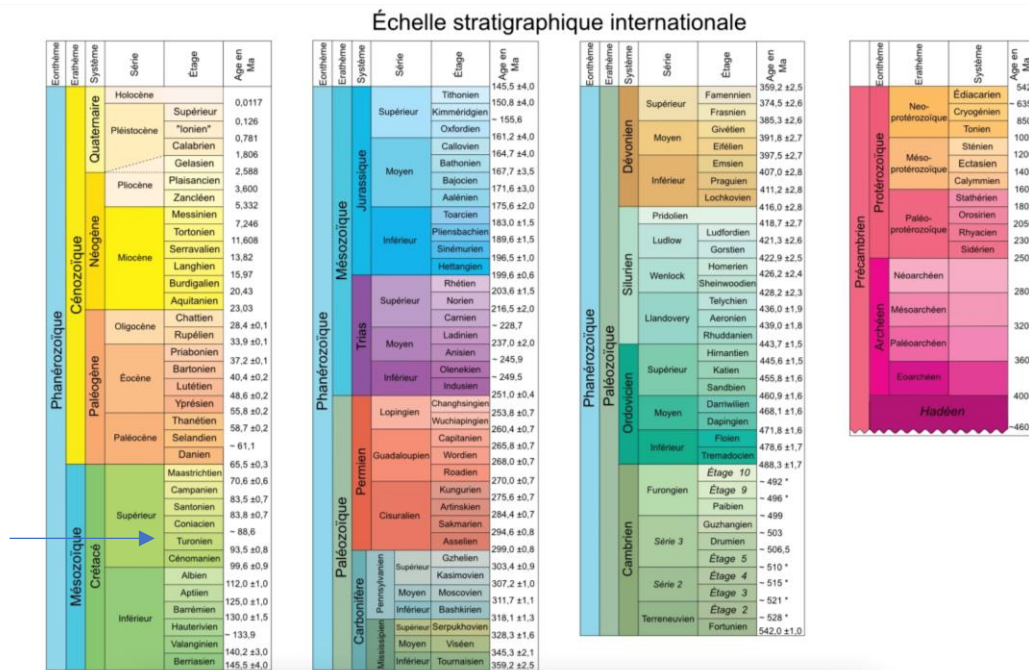 Échelle stratigraphique internationale
Eonthème
Erathème
Système
Série
Étage
Age en Ma
Phanérozoïque
Cénozoïque
Mésozoïque
Quaternaire
Néogène
Paléogène
Crétacé
Holocène
Pléistocène
Pliocène
Miocène
Oligocène
Éocène
Paléocène
Supérieur
Inférieur
Supérieur
"Ionien"
Calabrien
Gelasien
Plaisancien
Zancléen
Messinien
Tortonien
Serravalien
Langhien
Burdigalien
Aquitanien
Chattien
Rupélien
Priabonien
Bartonien
Lutétien
Yprésien
Thanétien
Selandien
Danien
Maastrichtien
Campanien
Santonien
Coniacien
Turonien
Cénomanien
Albien
Aptiien
Barrémien
Hauterivien
Valanginien
Berriasien
0,0117
0,126
0,781
1,806
2,588
3,600
5,332
7,246
11,608
13,82
15,97
20,43
23,03
28,4 ±0,1
33,9 ±0,1
37,2 ±0,1
40,4 ±0,2
48,6 ±0,2
55,8 ±0,2
58,7 ±0,2
~ 61,1
65,5 ±0,3
70,6 ±0,6
83,5 ±0,7
83,8 ±0,7
~ 88,6
93,5 ±0,8
99,6 ±0,9
112,0 ±1,0
125,0 ±1,0
130,0 ±1,5
~ 133,9
140,2 ±3,0
145,5 ±4,0
Eonthème
Erathème
Système
Série
Étage
Age en Ma
Phanérozoïque
Mésozoïque
Paléozoïque
Jurassique
Trias
Permien
Carbonifère
Pennsylvanien
Mississipien
Supérieur
Moyen
Inférieur
Supérieur
Moyen
Inférieur
Lopingien
Guadaloupien
Cisuralien
Supérieur
Moyen
Inférieur
Supérieur
Moyen
Inférieur
Tithonien
Kimméridgien
Oxfordien
Callovien
Bathonien
Bajocien
Aalénien
Toarcien
Pliensbachien
Sinémurien
Hettangien
Rhétien
Norien
Carnien
Ladinien
Anisien
Olenekien
Indusien
Changhsingien
Wuchiapingien
Capitanien
Wordien
Roadien
Kungurien
Artinskien
Sakmarien
Asselien
Gzhelien
Kasimovien
Moscovien
Bashkirien
Serpukhovien
Viséen
Tournaisien
145,5 ±4,0
150,8 ±4,0
~ 155,6
161,2 ±4,0
164,7 ±4,0
167,7 ±3,5
171,6 ±3,0
175,6 ±2,0
183,0 ±1,5
189,6 ±1,5
196,5 ±1,0
199,6 ±0,6
203,6 ±1,5
216,5 ±2,0
~ 228,7
237,0 ±2,0
~ 245,9
~ 249,5
251,0 ±0,4
253,8 ±0,7
260,4 ±0,7
265,8 ±0,7
268,0 ±0,7
270,0 ±0,7
275,6 ±0,7
284,4 ±0,7
294,6 ±0,8
299,0 ±0,8
303,4 ±0,9
307,2 ±1,0
311,7 ±1,1
318,1 ±1,3
328,3 ±1,6
345,3 ±2,1
359,2 ±2,5
Eonthème
Erathème
Système
Série
Étage
Age en Ma
Phanérozoïque
Paléozoïque
Dévonien
Silurien
Ordovicien
Cambrien
Supérieur
Moyen
Inférieur
Pridolien
Ludlow
Wenlock
Llandovery
Supérieur
Moyen
Inférieur
Furongien
Série 3
Série 2
Terreneuvien
Famennien
Frasnien
Givétien
Eifélien
Emsien
Praguien
Lochkovien
Ludfordien
Gorstien
Homerien
Sheinwoodien
Telychien
Aeronien
Rhuddanien
Hirnantien
Katien
Sandbien
Darriwilien
Dapingien
Floien
Tremadocien
Étage 10
Étage 9
Paibien
Guzhangien
Drumien
Étage 5
Étage 4
Étage 3
Étage 2
Fortunien
359,2 ±2,5
374,5 ±2,6
385,3 ±2,6
391,8 ±2,7
397,5 ±2,7
407,0 ±2,8
411,2 ±2,8
416,0 ±2,8
418,7 ±2,7
421,3 ±2,6
422,9 ±2,5
426,2 ±2,4
428,2 ±2,3
436,0 ±1,9
439,0 ±1,8
443,7 ±1,5
445,6 ±1,5
455,8 ±1,6
460,9 ±1,6
468,1 ±1,6
471,8 ±1,6
478,6 ±1,7
488,3 ±1,7
~ 492 *
~ 496 *
~ 499
~ 503
~ 506,5
~ 510 *
~ 515 *
~ 521 *
~ 528 *
542,0 ±1,0
Eonthème
Erathème
Système
Age en Ma
Précambrien
Protérozoïque
Archéen
Neo-protérozoïque
Méso-protérozoïque
Paléo-protérozoïque
Néoarchéen
Mésoarchéen
Paléoarchéen
Eoarchéen
Hadéen
Édiacarien
Cryogénien
Tonien
Sténien
Ectasien
Calymmien
Stathérien
Orosirien
Rhyacien
Sidérien
542
~ 635
850
100
120
140
160
180
205
230
250
280
320
360
400
~460